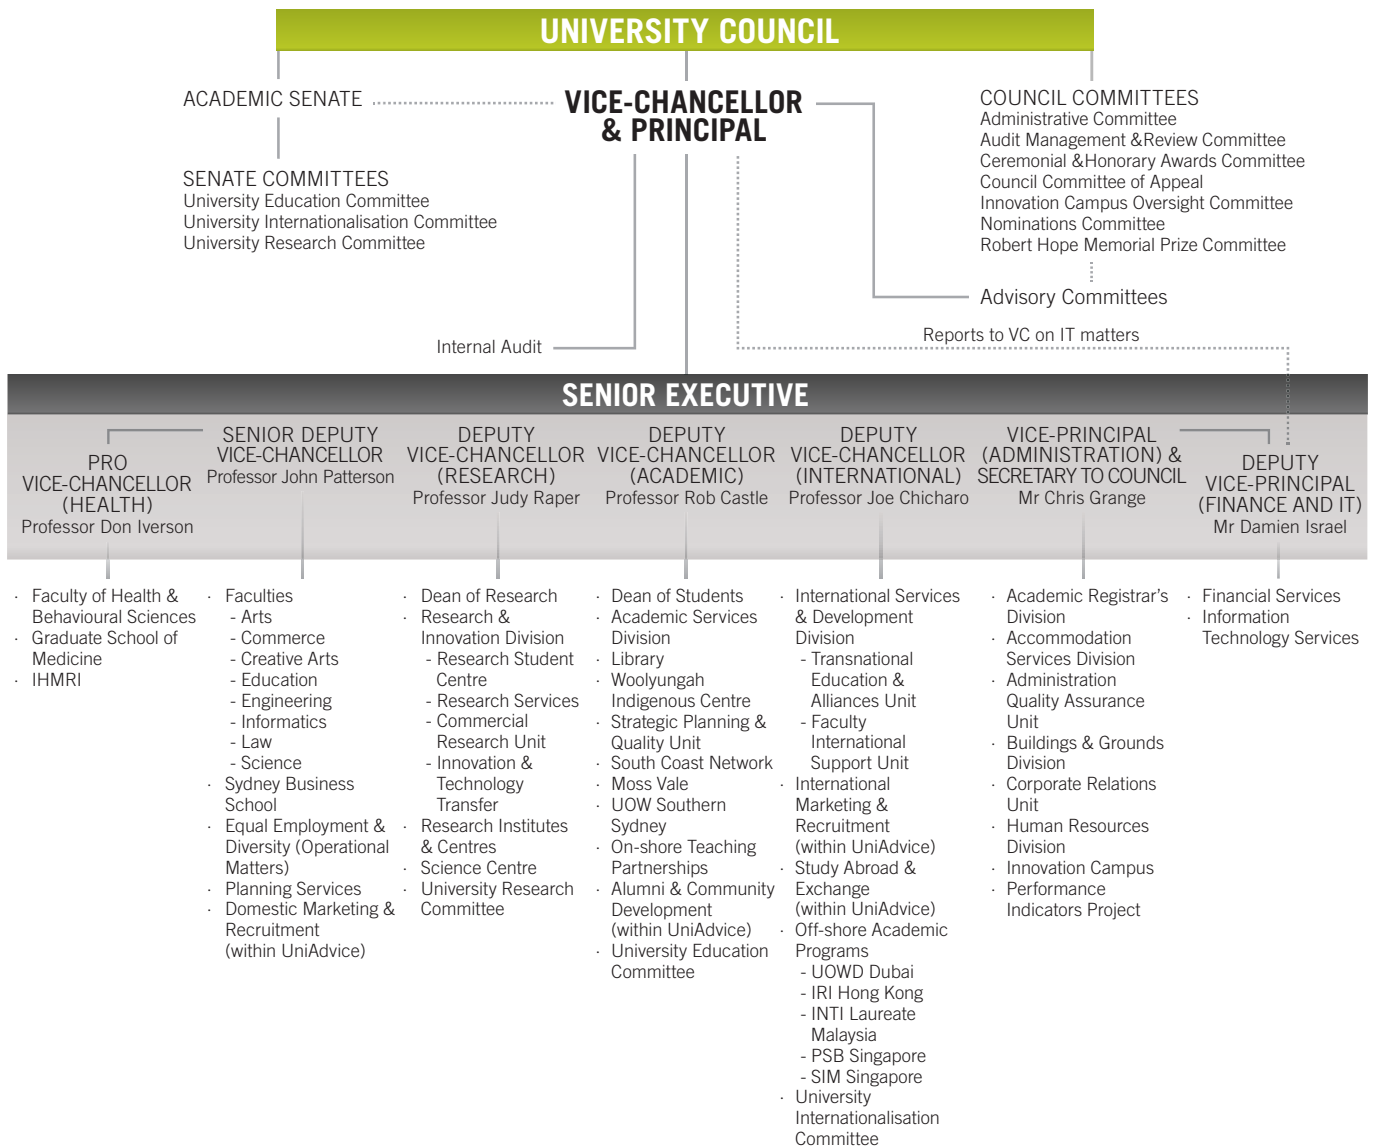 UNIVERSITY COUNCIL
ACADEMIC SENATE
VICE-CHANCELLOR
& PRINCIPAL
COUNCIL COMMITTEES
Administrative Committee
Audit Management &Review Committee
Ceremonial &Honorary Awards Committee
Council Committee of Appeal
Innovation Campus Oversight Committee
Nominations Committee
Robert Hope Memorial Prize Committee
SENATE COMMITTEES
University Education Committee
University Internationalisation Committee
University Research Committee
Advisory Committees
Internal Audit
Reports to VC on IT matters
SENIOR EXECUTIVE
PRO
VICE-CHANCELLOR
(HEALTH)
Professor Don Iverson
· Faculty of Health &
Behavioural Sciences
· Graduate School of
Medicine
· IHMRI
SENIOR DEPUTY
VICE-CHANCELLOR
Professor John Patterson
· Faculties
- Arts
- Commerce
- Creative Arts
- Education
- Engineering
- Informatics
- Law
- Science
· Sydney Business
School
· Equal Employment &
Diversity (Operational
Matters)
· Planning Services
· Domestic Marketing &
Recruitment
(within UniAdvice)
DEPUTY
VICE-CHANCELLOR
(RESEARCH)
Professor Judy Raper
· Dean of Research
· Research &
Innovation Division
- Research Student
Centre
- Research Services
- Commercial
Research Unit
- Innovation &
Technology
Transfer
· Research Institutes
& Centres
· Science Centre
· University Research
Committee
DEPUTY
VICE-CHANCELLOR
(ACADEMIC)
Professor Rob Castle
· Dean of Students
· Academic Services
Division
· Library
· Woolyungah
Indigenous Centre
· Strategic Planning &
Quality Unit
· South Coast Network
· Moss Vale
· UOW Southern
Sydney
· On-shore Teaching
Partnerships
· Alumni & Community
Development
(within UniAdvice)
· University Education
Committee
DEPUTY
VICE-CHANCELLOR
(INTERNATIONAL)
Professor Joe Chicharo
· International Services
& Development
Division
- Transnational
Education &
Alliances Unit
- Faculty
International
Support Unit
· International
Marketing &
Recruitment
(within UniAdvice)
· Study Abroad &
Exchange
(within UniAdvice)
· Off-shore Academic
Programs
- UOWD Dubai
- IRI Hong Kong
- INTI Laureate
Malaysia
- PSB Singapore
- SIM Singapore
· University
Internationalisation
Committee
VICE-PRINCIPAL
(ADMINISTRATION) &
SECRETARY TO COUNCIL
Mr Chris Grange
· Academic Registrar's
Division
· Accommodation
Services Division
· Administration
Quality Assurance
Unit
· Buildings & Grounds
Division
· Corporate Relations
Unit
· Human Resources
Division
· Innovation Campus
· Performance
Indicators Project
DEPUTY
VICE-PRINCIPAL
(FINANCE AND IT)
Mr Damien Israel
· Financial Services
· Information
Technology Services